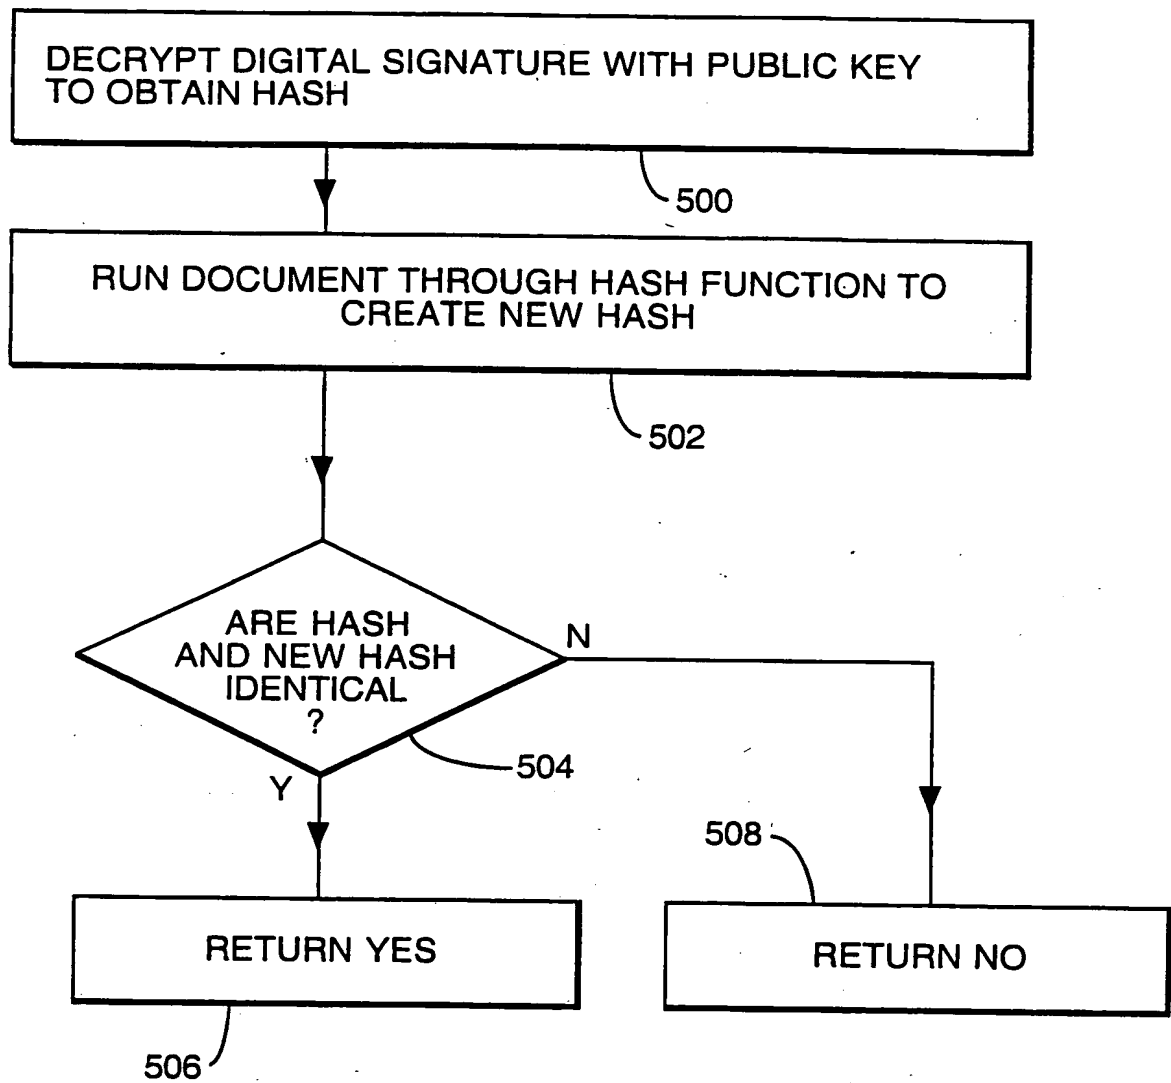 DECRYPT DIGITAL SIGNATURE WITH PUBLIC KEY
TO OBTAIN HASH
500
RUN DOCUMENT THROUGH HASH FUNCTION TO
CREATE NEW HASH
502
ARE HASH
AND NEW HASH
IDENTICAL
?
N
504
Y
508
RETURN YES
RETURN NO
506